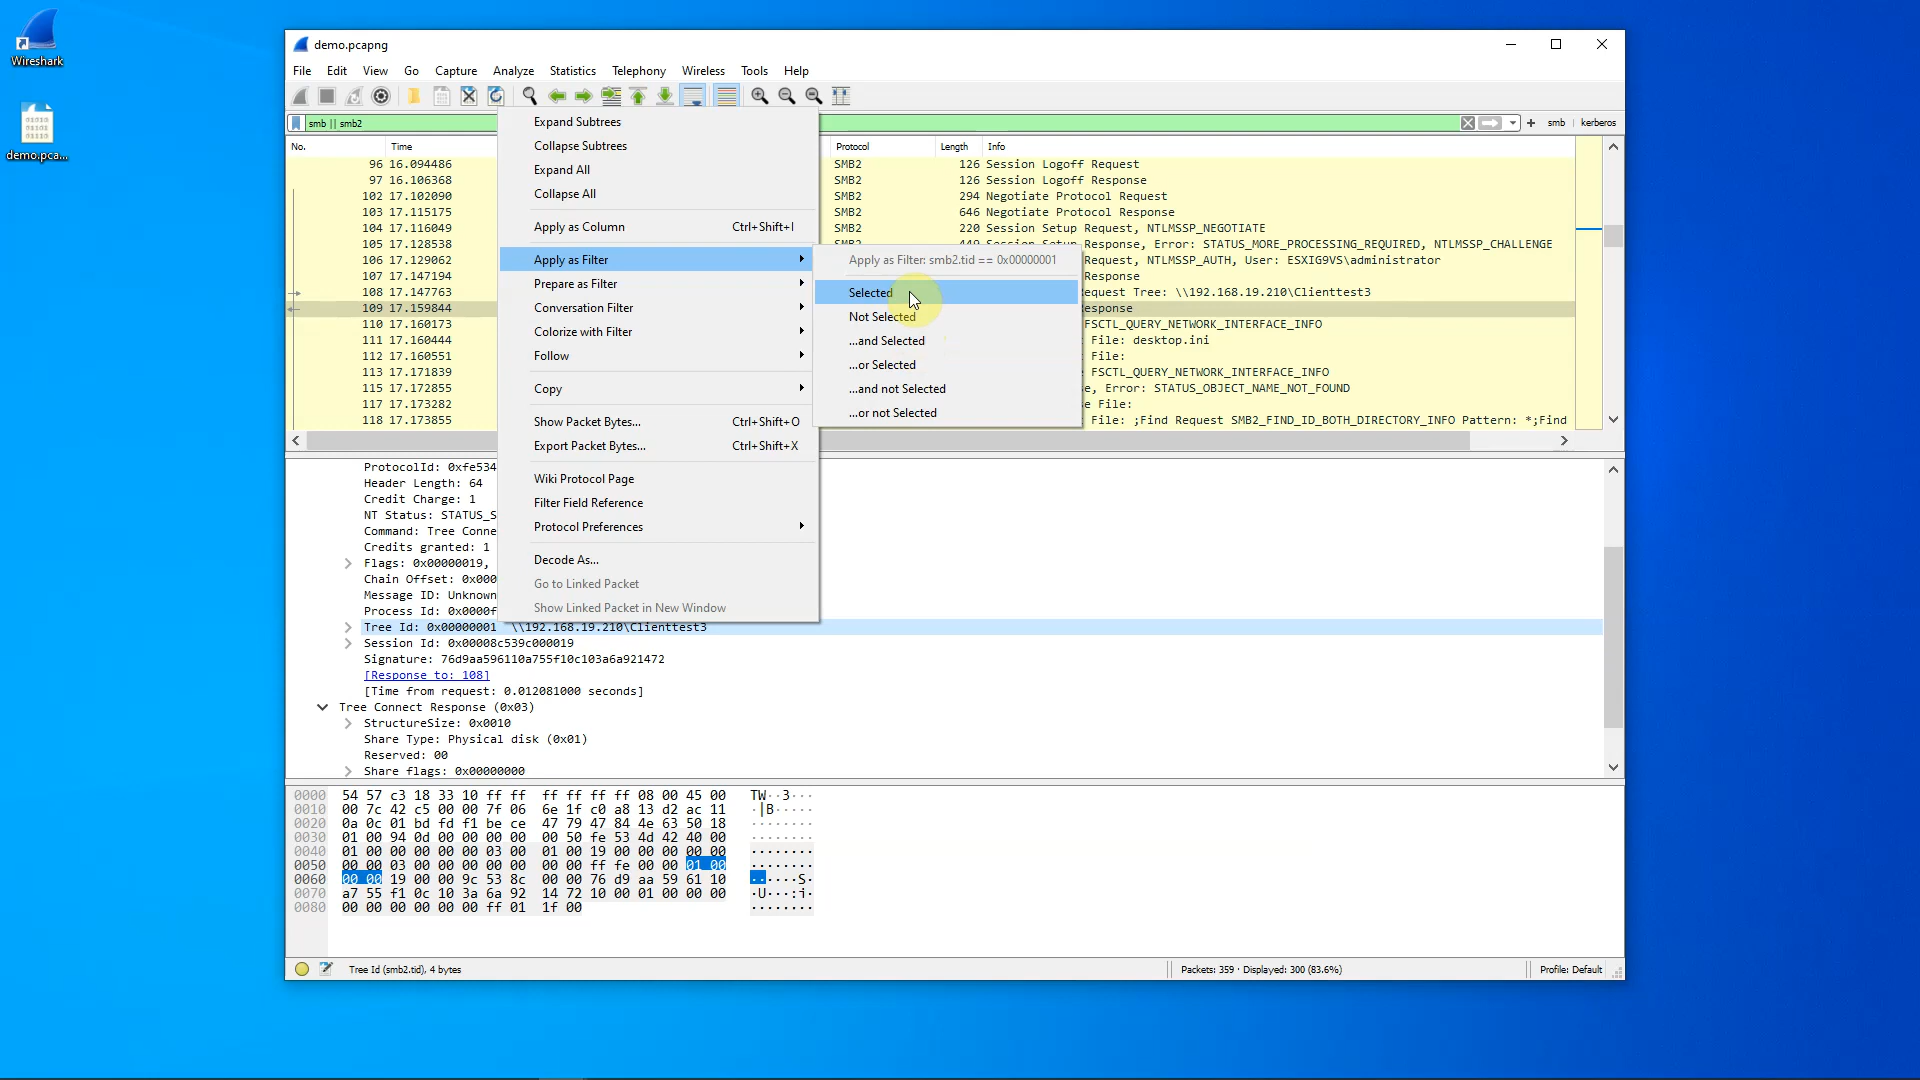 Wireshark
demo.pca...
demo.pcapng
File Edit View Go Capture Analyze Statistics Telephony Wireless Tools Help
smb || smb2
smb | kerberos
No. Time Protocol Length Info
96 16.094486 SMB2 126 Session Logoff Request
97 16.106368 SMB2 126 Session Logoff Response
102 17.102090 SMB2 294 Negotiate Protocol Request
103 17.115175 SMB2 646 Negotiate Protocol Response
104 17.116049 SMB2 220 Session Setup Request, NTLMSSP_NEGOTIATE
105 17.128538 Response, Error: STATUS_MORE_PROCESSING_REQUIRED, NTLMSSP_CHALLENGE
106 17.129062 equest, NTLMSSP_AUTH, User: ESXIG9VS\administrator
107 17.147194 esponse
108 17.147763 equest Tree: \\192.168.19.210\Clienttest3
109 17.159844 esponse
110 17.160173 FSCTL_QUERY_NETWORK_INTERFACE_INFO
111 17.160444 File: desktop.ini
112 17.160551 File:
113 17.171839 FSCTL_QUERY_NETWORK_INTERFACE_INFO
115 17.172855 e, Error: STATUS_OBJECT_NAME_NOT_FOUND
117 17.173282 e File:
118 17.173855 File: ;Find Request SMB2_FIND_ID_BOTH_DIRECTORY_INFO Pattern: *;Find
Expand Subtrees
Collapse Subtrees
Expand All
Collapse All
Apply as Column Ctrl+Shift+I
Apply as Filter
Prepare as Filter
Conversation Filter
Colorize with Filter
Follow
Copy
Show Packet Bytes... Ctrl+Shift+O
Export Packet Bytes... Ctrl+Shift+X
Wiki Protocol Page
Filter Field Reference
Protocol Preferences
Decode As...
Go to Linked Packet
Show Linked Packet in New Window
Apply as Filter: smb2.tid == 0x00000001
Selected
Not Selected
...and Selected
...or Selected
...and not Selected
...or not Selected
ProtocolId: 0xfe534
Header Length: 64
Credit Charge: 1
NT Status: STATUS_S
Command: Tree Conne
Credits granted: 1
Flags: 0x00000019,
Chain Offset: 0x000
Message ID: Unknown
Process Id: 0x0000f
Tree Id: 0x00000001 \\192.168.19.210\Clienttest3
Session Id: 0x00008c539c000019
Signature: 76d9aa596110a755f10c103a6a921472
[Response to: 108]
[Time from request: 0.012081000 seconds]
Tree Connect Response (0x03)
StructureSize: 0x0010
Share Type: Physical disk (0x01)
Reserved: 00
Share flags: 0x00000000
0000 54 57 c3 18 33 10 ff ff ff ff ff ff 08 00 45 00 TW··3···
0010 00 7c 42 c5 00 00 7f 06 6e 1f c0 a8 13 d2 ac 11 ·|B·····
0020 0a 0c 01 bd fd f1 be ce 47 79 47 84 4e 63 50 18 ········
0030 01 00 94 0d 00 00 00 00 00 50 fe 53 4d 42 40 00 ········
0040 01 00 00 00 00 00 03 00 01 00 19 00 00 00 00 00 ········
0050 00 00 03 00 00 00 00 00 00 00 ff fe 00 00 01 00 ········
0060 00 00 19 00 00 9c 53 8c 00 00 76 d9 aa 59 61 10 ······S·
0070 a7 55 f1 0c 10 3a 6a 92 14 72 10 00 01 00 00 00 ·U···:j·
0080 00 00 00 00 00 00 ff 01 1f 00 ········
Tree Id (smb2.tid), 4 bytes
Packets: 359 · Displayed: 300 (83.6%)
Profile: Default